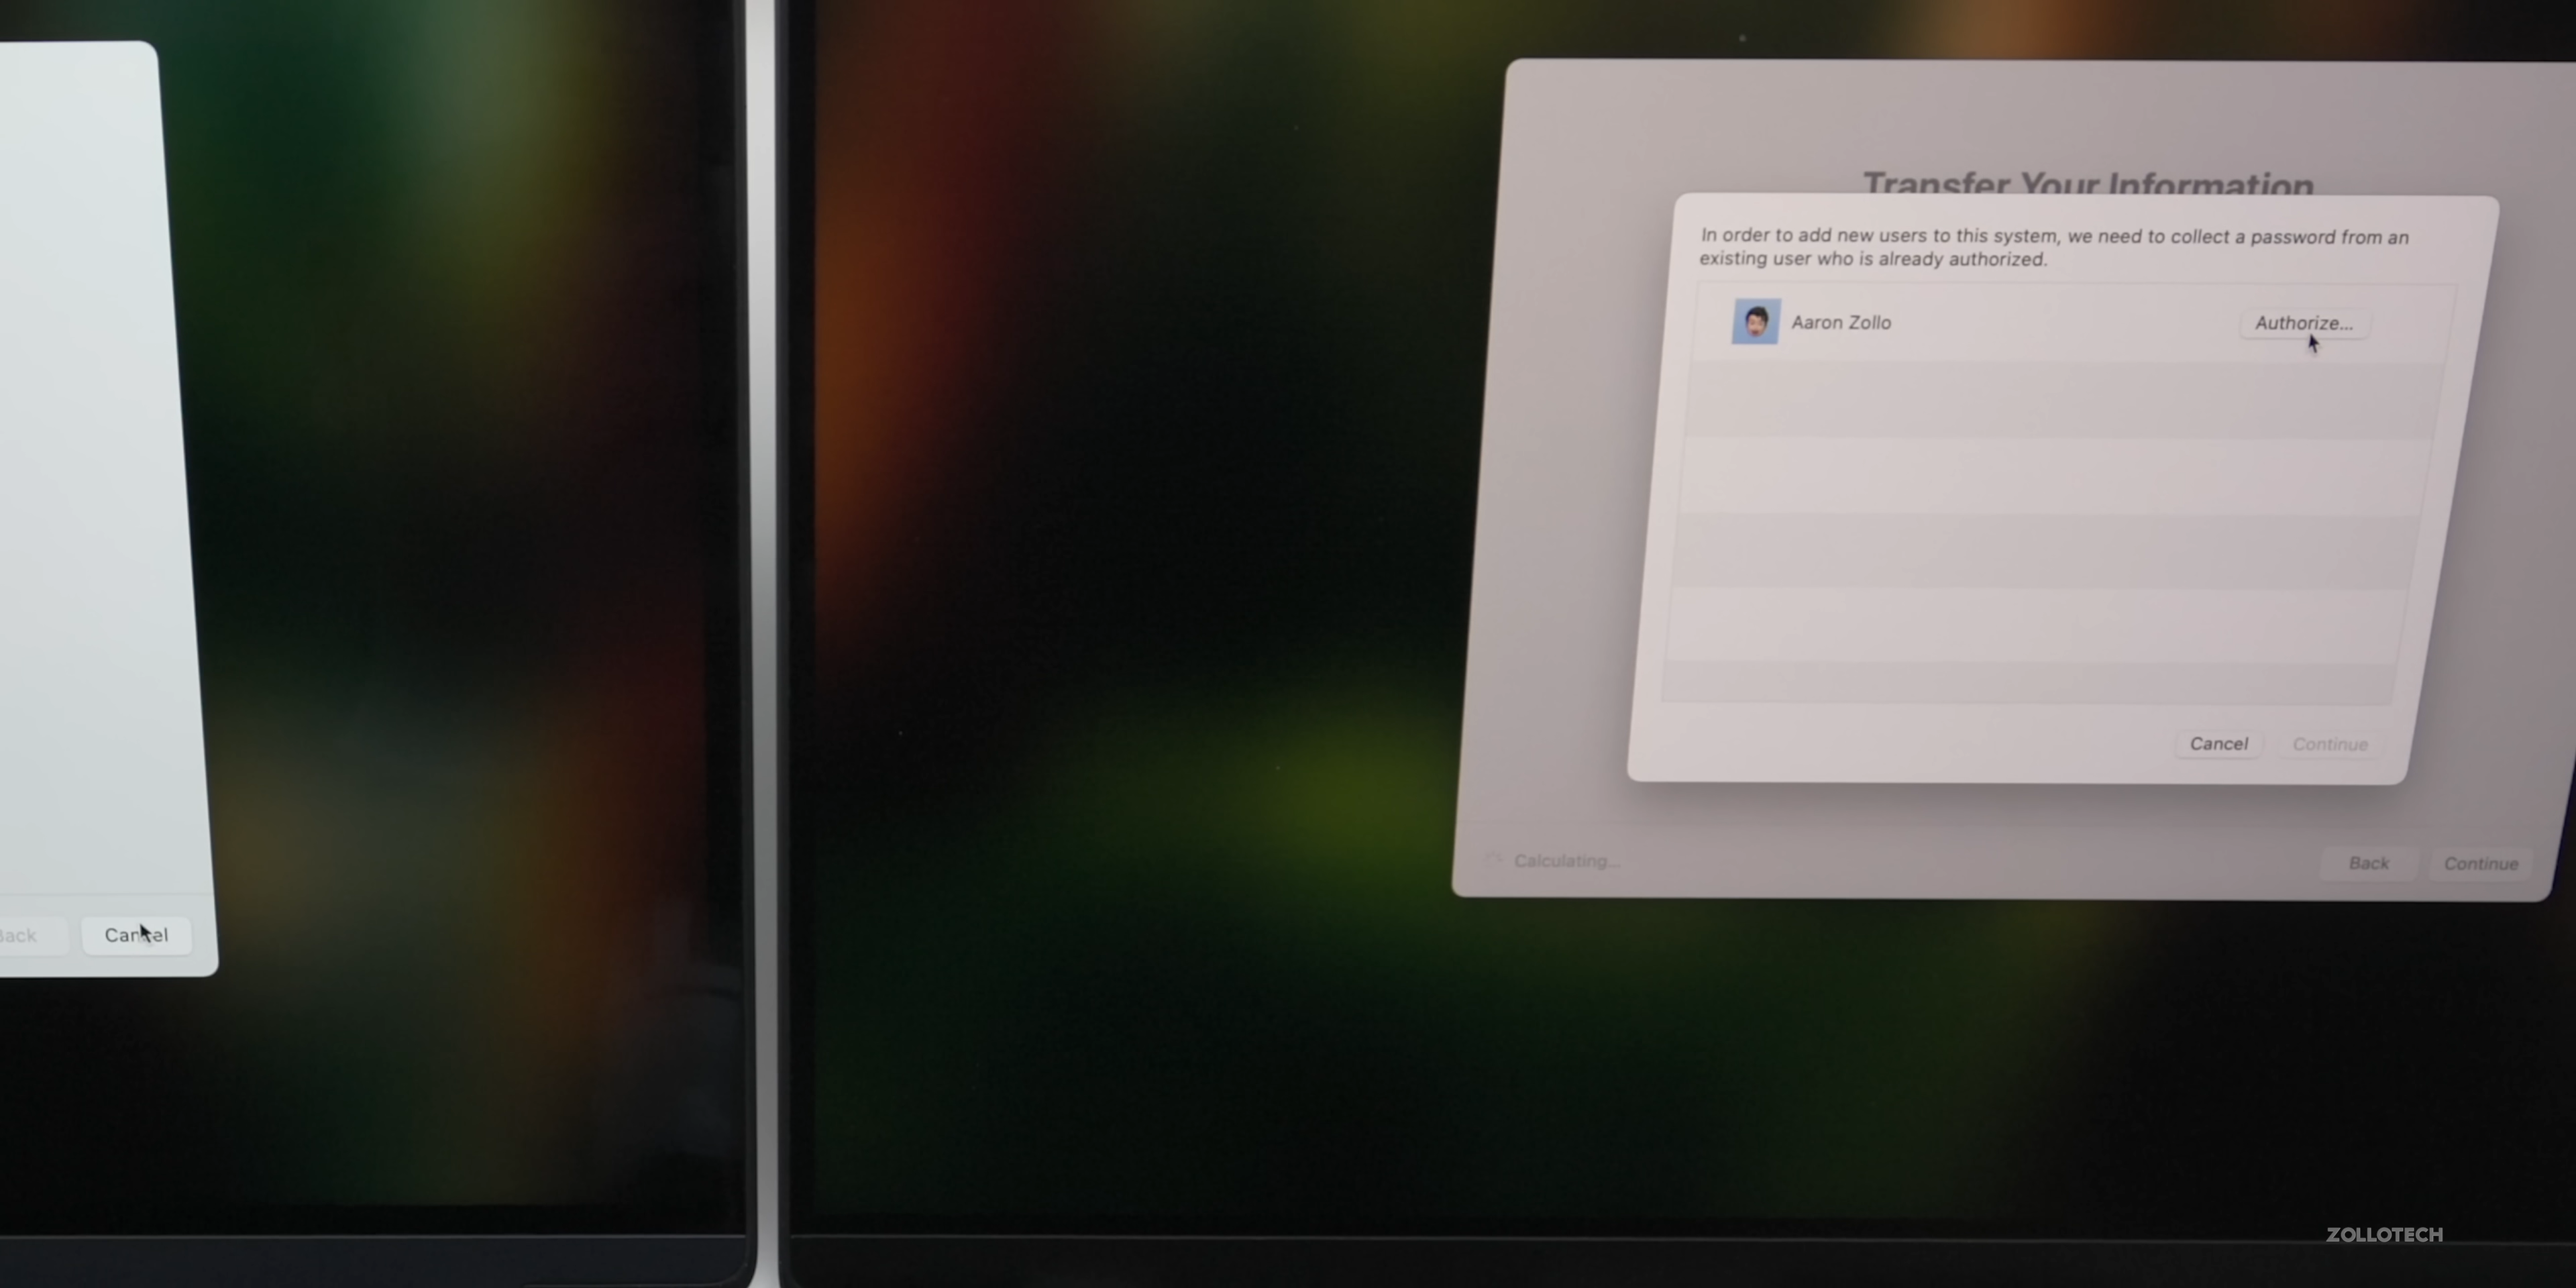 Transfer Your Information
In order to add new users to this system, we need to collect a password from an
existing user who is already authorized.
Aaron Zollo
Authorize...
Cancel
Continue
Calculating...
Back
Continue
Back
Cancel
ZOLLOTECH